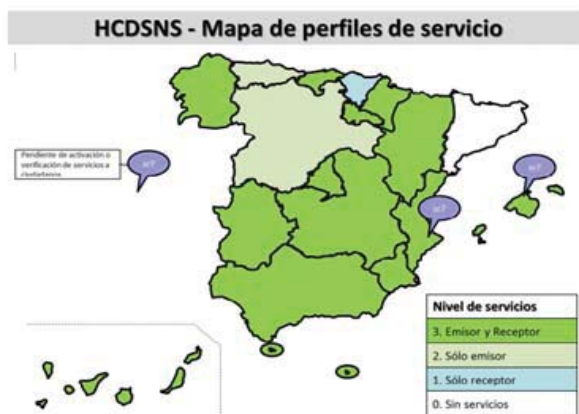 HCDSNS - Mapa de perfiles de servicio
Pendiente de activación o
verificación de servicios a
ciudadanía
Nivel de servicios
3. Emisor y Receptor
2. Sólo emisor
1. Sólo receptor
0. Sin servicios